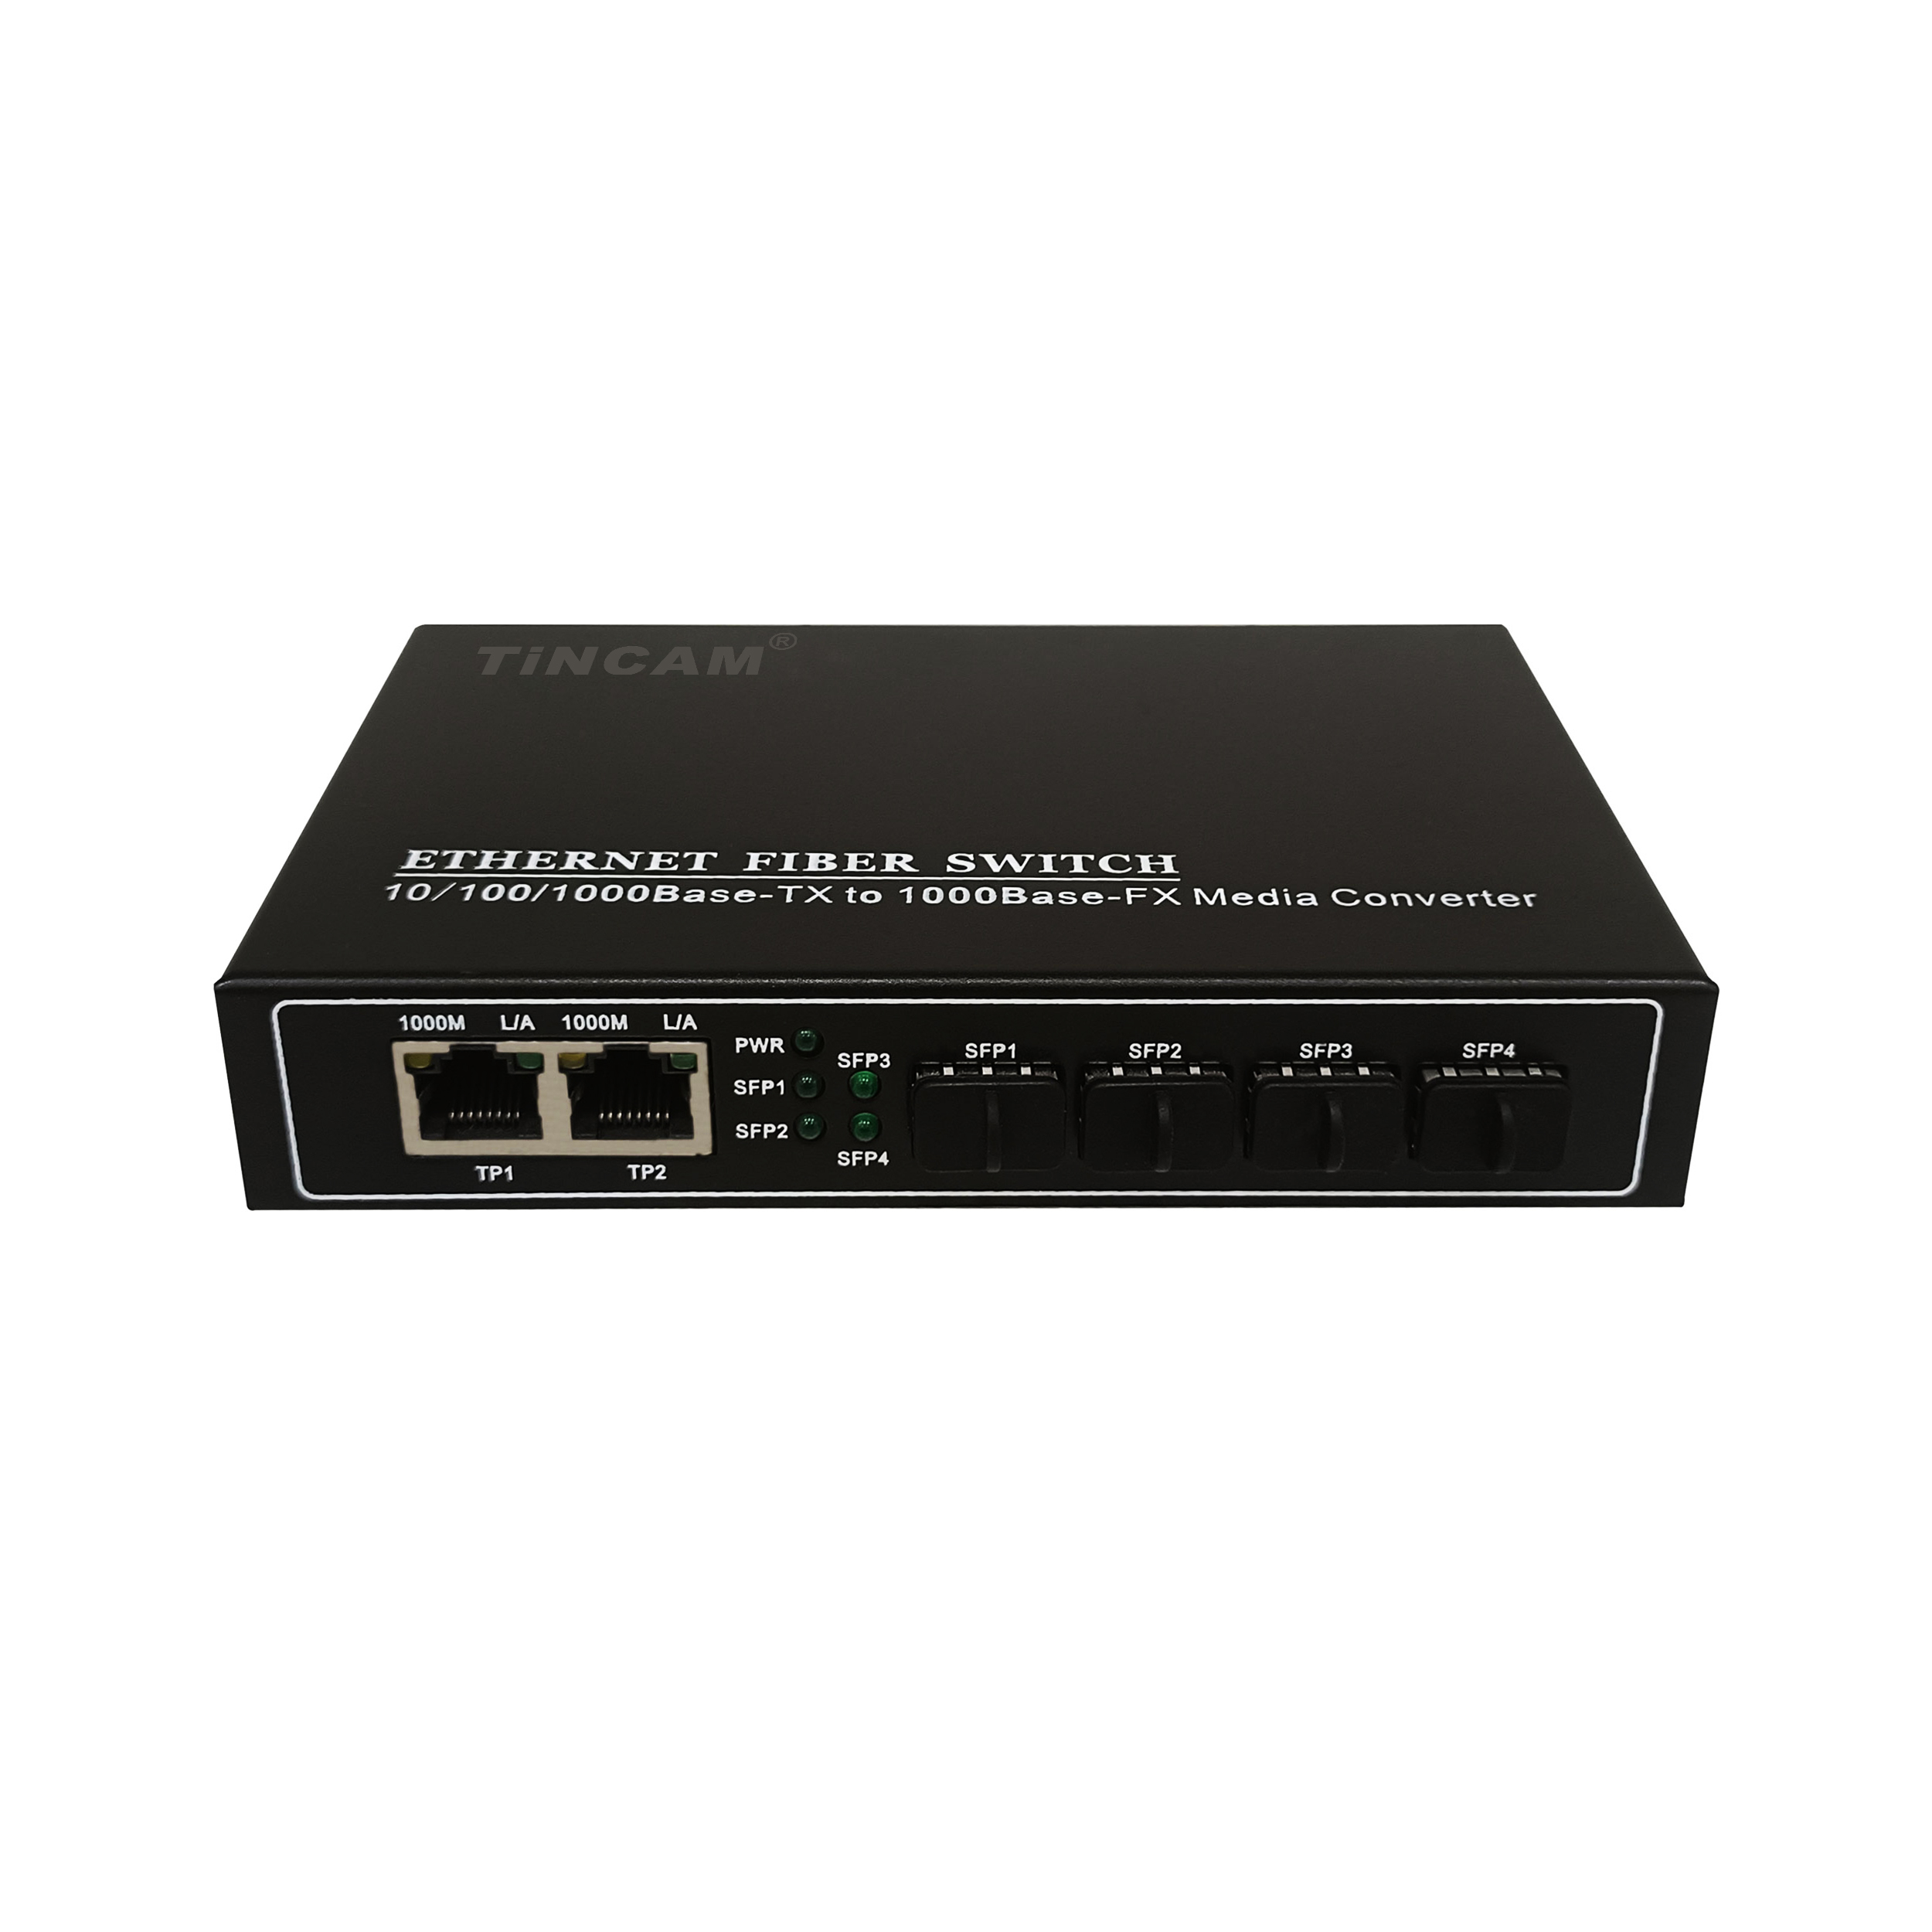 TiNCAM®
ETHERNET FIBER SWITCH
10/100/1000Base-TX to 1000Base-FX Media Converter
1000M L/A 1000M L/A
PWR
SFP1
SFP2
SFP3
SFP4
SFP1 SFP2 SFP3 SFP4
TP1 TP2